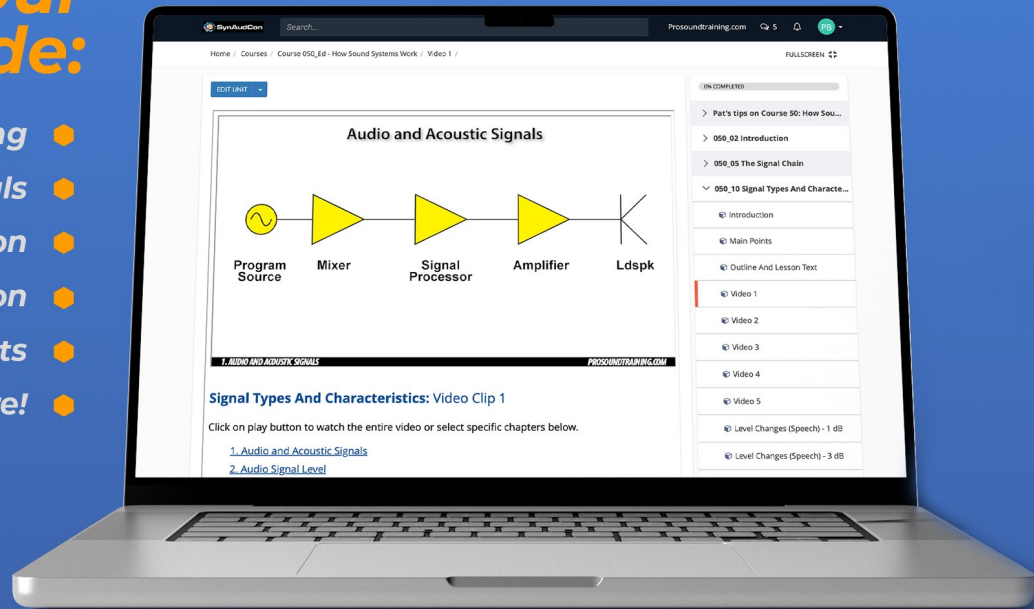 de:
SynAudCon Search... Prosoundtraining.com 5 PB
Home / Courses / Course 050_Ed - How Sound Systems Work / Video 1 /
FULLSCREEN
EDIT UNIT
Audio and Acoustic Signals
Program Source
Mixer
Signal Processor
Amplifier
Ldspk
1. AUDIO AND ACOUSTIC SIGNALS
PROSOUNDTRAINING.COM
Signal Types And Characteristics: Video Clip 1
Click on play button to watch the entire video or select specific chapters below.
1. Audio and Acoustic Signals
2. Audio Signal Level
0% COMPLETED
Pat's tips on Course 50: How Sou...
050_02 Introduction
050_05 The Signal Chain
050_10 Signal Types And Characte...
Introduction
Main Points
Outline And Lesson Text
Video 1
Video 2
Video 3
Video 4
Video 5
Level Changes (Speech) - 1 dB
Level Changes (Speech) - 3 dB